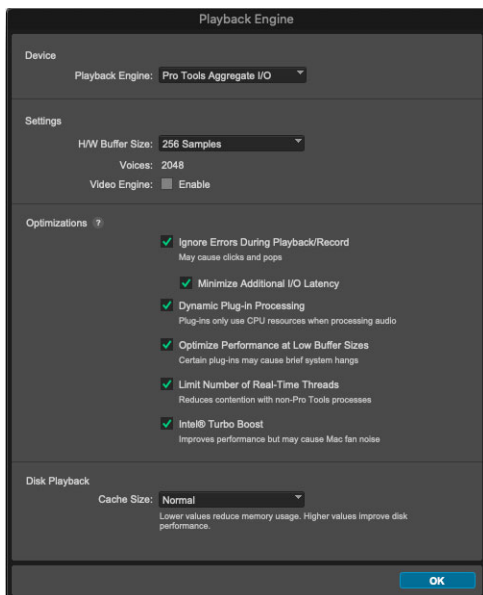 Playback Engine
Device
Playback Engine: Pro Tools Aggregate I/O
Settings
H/W Buffer Size: 256 Samples
Voices: 2048
Video Engine: Enable
Optimizations ?
Ignore Errors During Playback/Record
May cause clicks and pops
Minimize Additional I/O Latency
Dynamic Plug-in Processing
Plug-ins only use CPU resources when processing audio
Optimize Performance at Low Buffer Sizes
Certain plug-ins may cause brief system hangs
Limit Number of Real-Time Threads
Reduces contention with non-Pro Tools processes
Intel® Turbo Boost
Improves performance but may cause Mac fan noise
Disk Playback
Cache Size: Normal
Lower values reduce memory usage. Higher values improve disk
performance.
OK